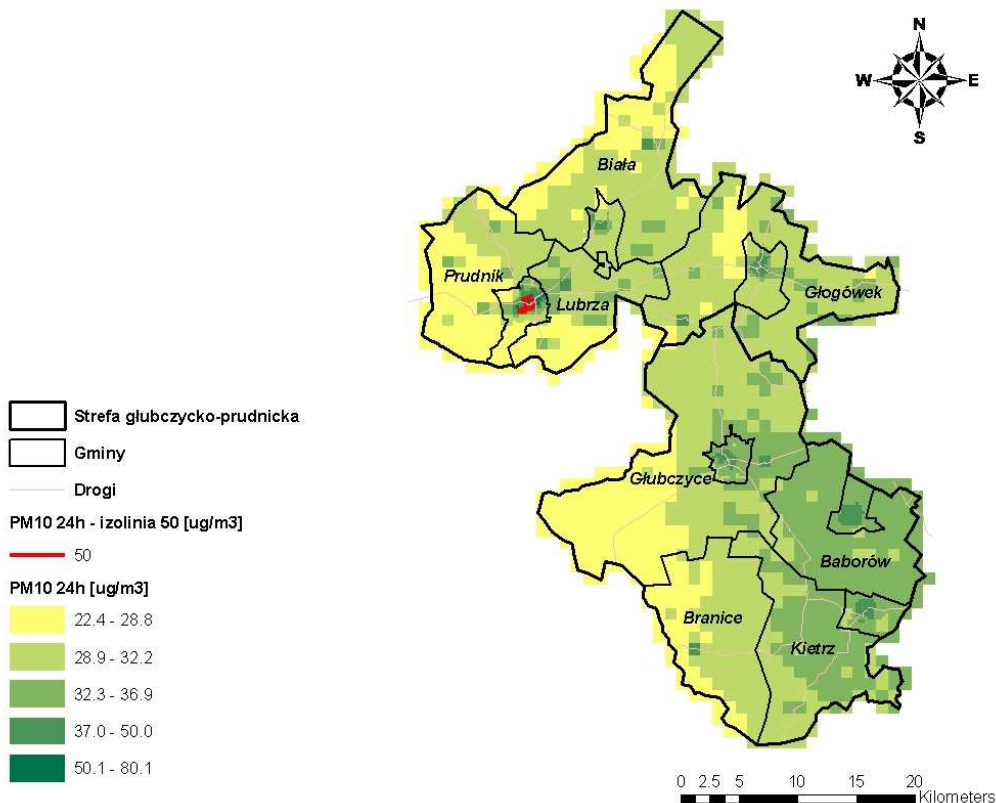 N
W E
S
Biała
Prudnik
Lubrza
Głogówek
Głubczyce
Baborów
Branice
Kietrz
Strefa głubczycko-prudnicka
Gminy
Drogi
PM10 24h - izolinia 50 [ug/m3]
50
PM10 24h [ug/m3]
22.4 - 28.8
28.9 - 32.2
32.3 - 36.9
37.0 - 50.0
50.1 - 80.1
0 2.5 5 10 15 20
Kilometers